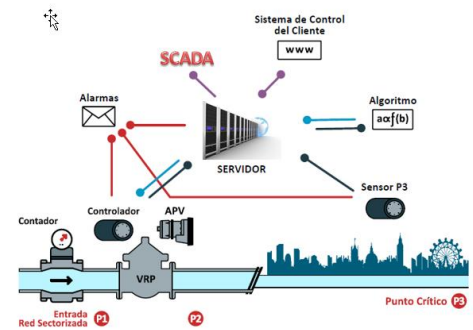 Sistema de Control
del Cliente
www
SCADA
Alarmas
Algoritmo
aαƒ(b)
SERVIDOR
Sensor P3
Contador
Controlador
APV
VRP
Entrada
Red Sectorizada
P1
P2
Punto Crítico
P3